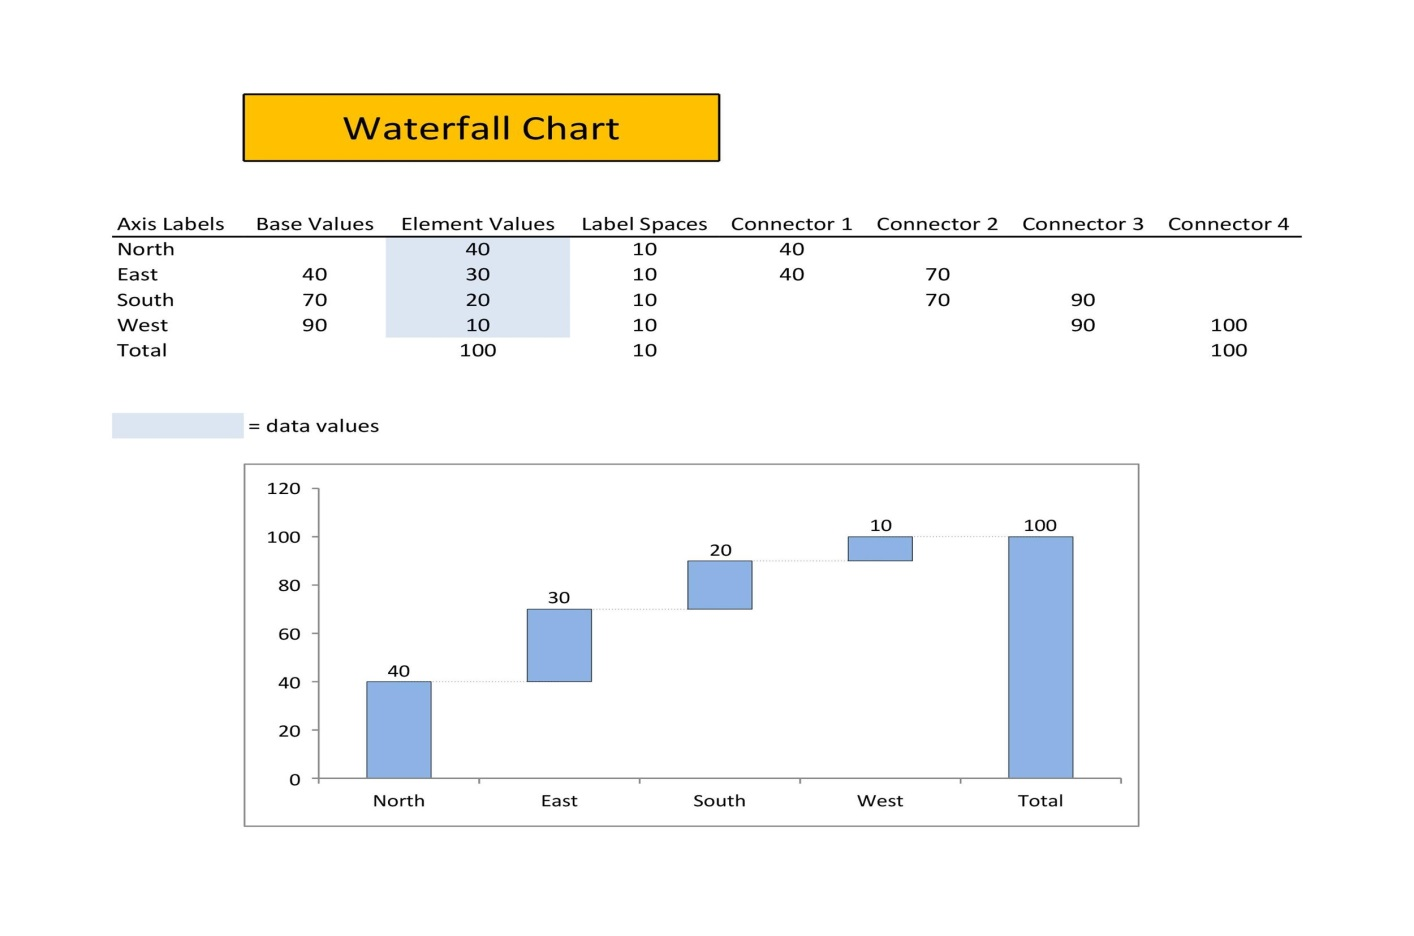 Waterfall Chart
Axis Labels Base Values Element Values Label Spaces Connector 1 Connector 2 Connector 3 Connector 4
North 40 10 40
East 40 30 10 40 70
South 70 20 10 70 90
West 90 10 10 90 100
Total 100 10 100
= data values
120
100
80
60
40
20
0
40
30
20
10
100
North East South West Total